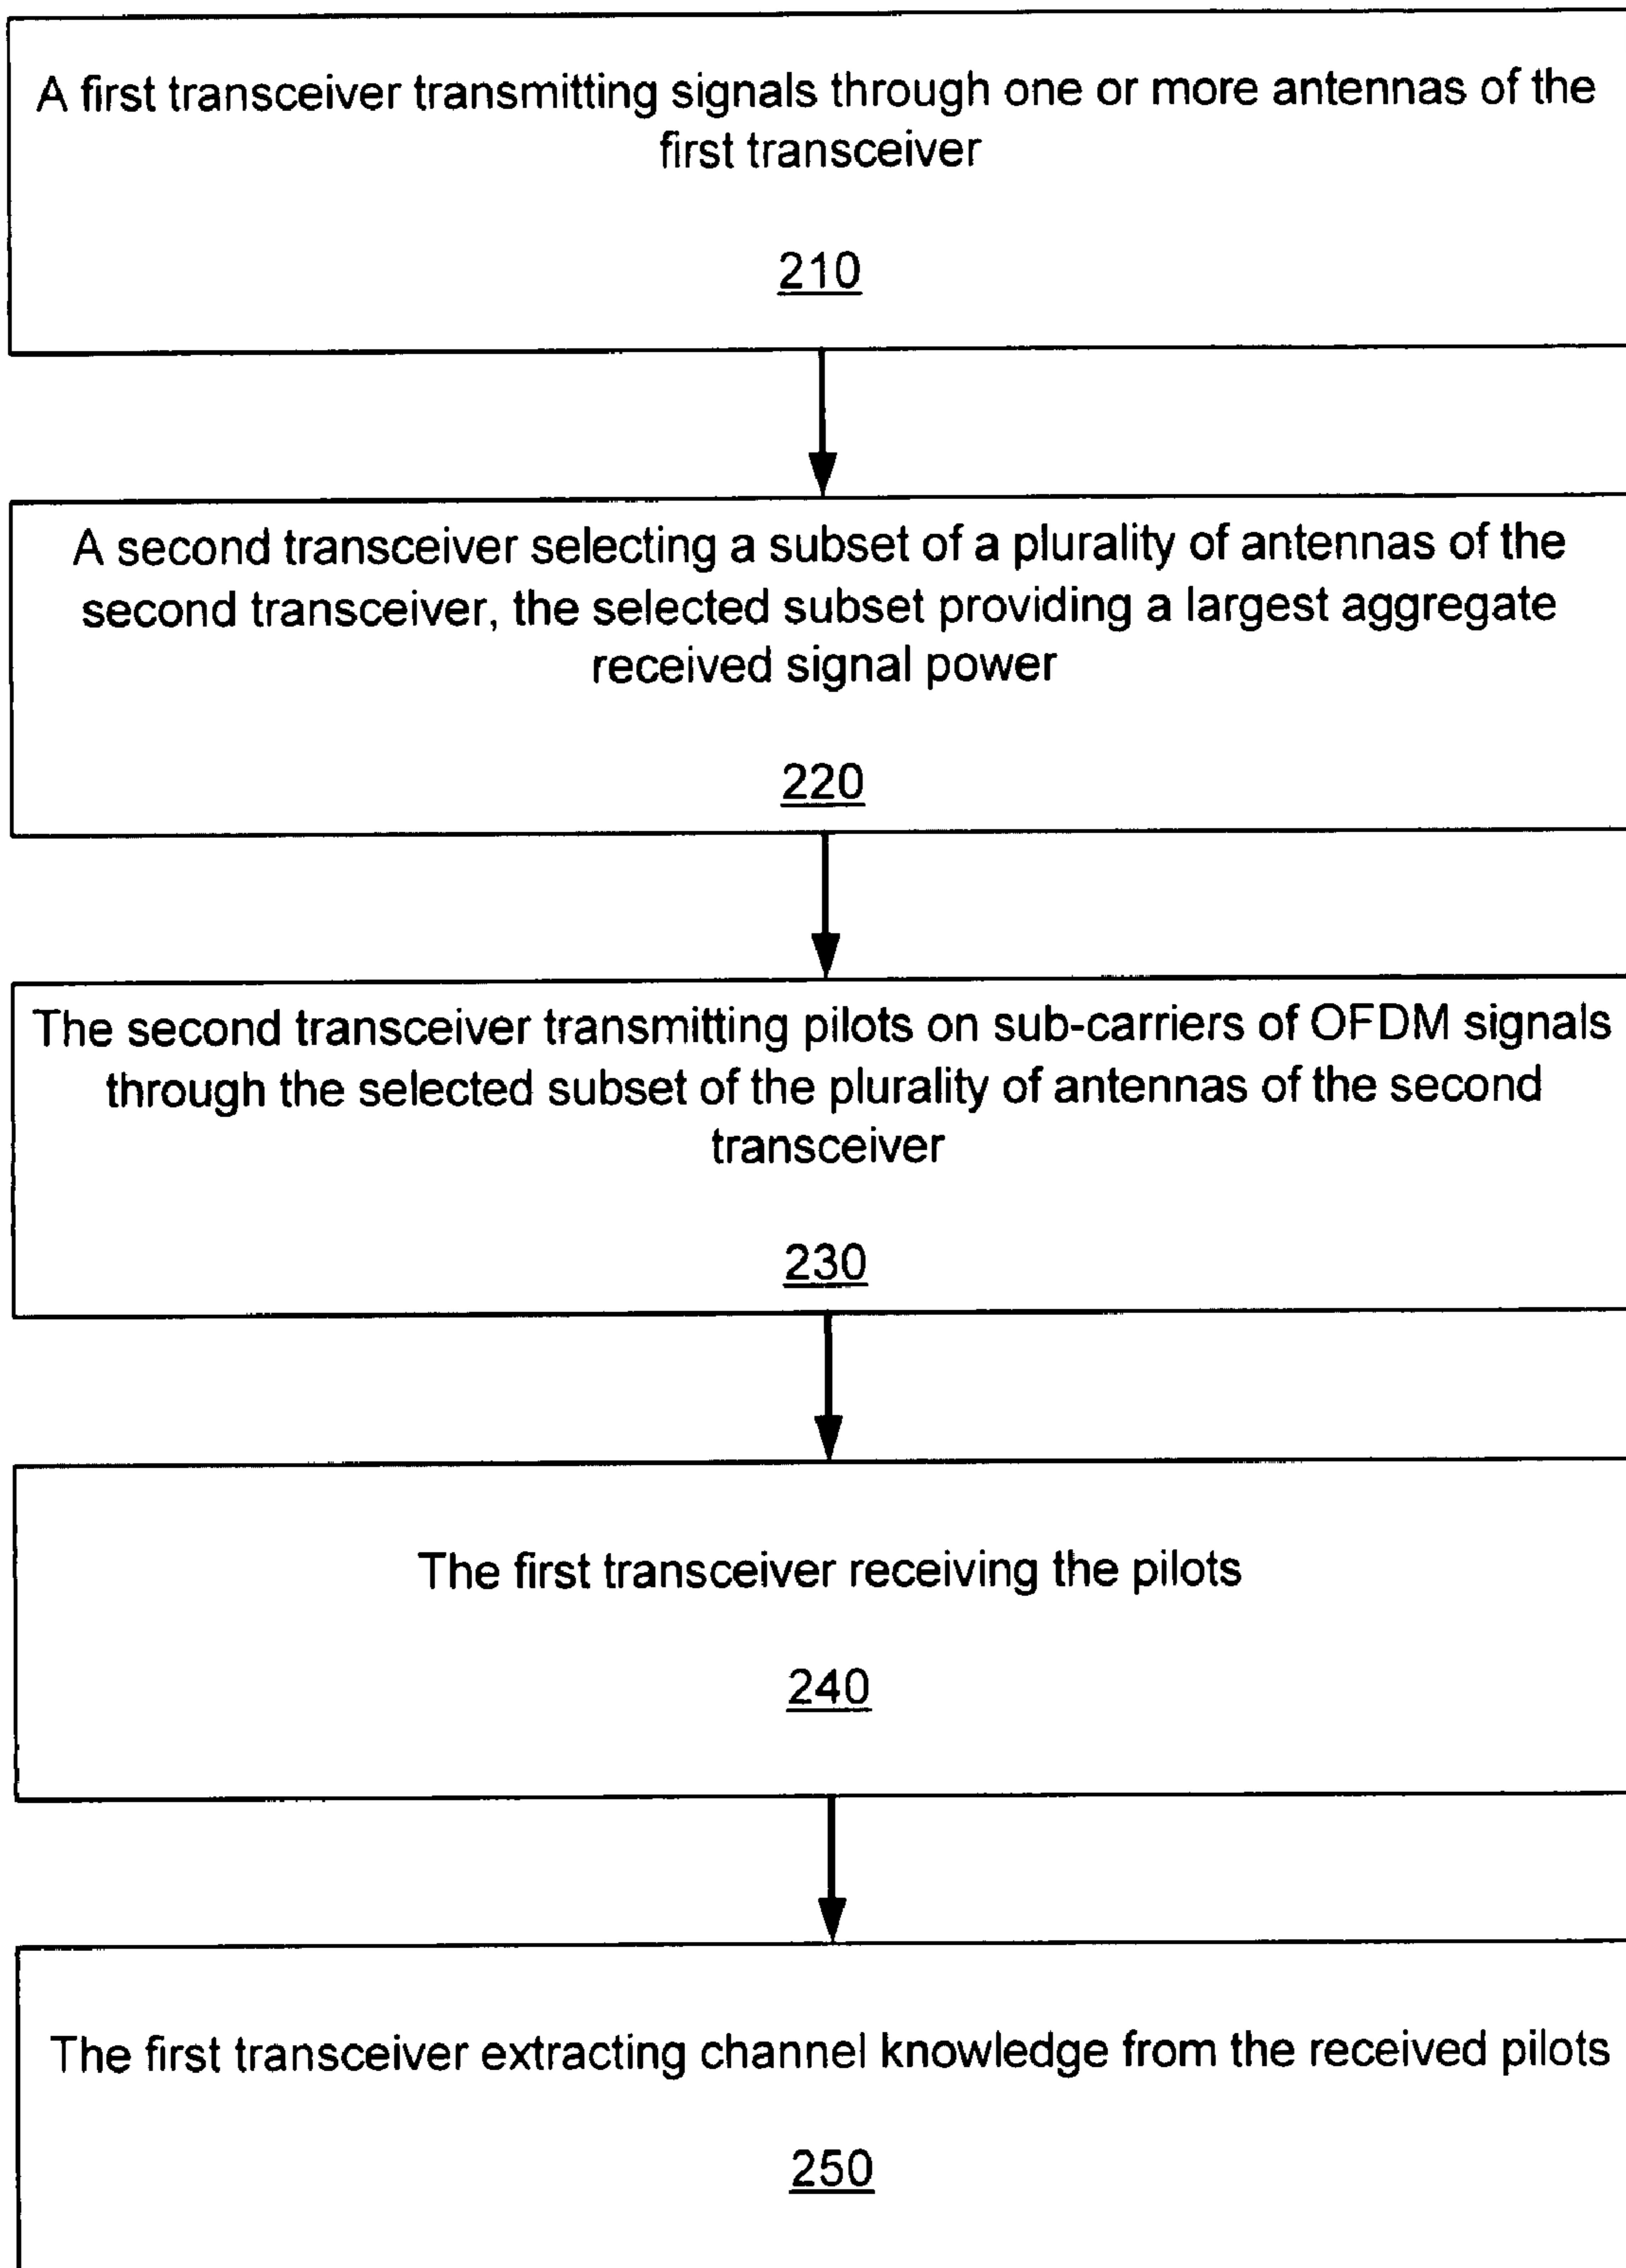 A first transceiver transmitting signals through one or more antennas of the
first transceiver
210
A second transceiver selecting a subset of a plurality of antennas of the
second transceiver, the selected subset providing a largest aggregate
received signal power
220
The second transceiver transmitting pilots on sub-carriers of OFDM signals
through the selected subset of the plurality of antennas of the second
transceiver
230
The first transceiver receiving the pilots
240
The first transceiver extracting channel knowledge from the received pilots
250